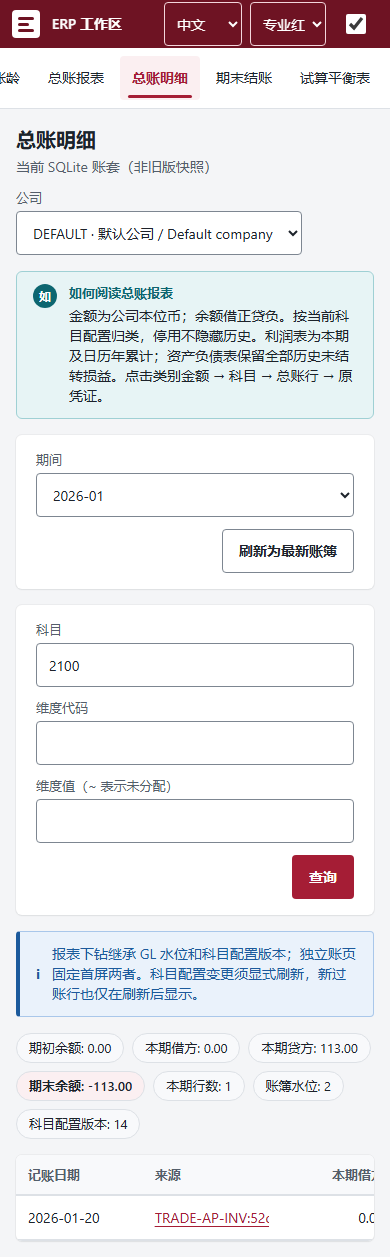 ERP 工作区 中文 专业红
账龄 总账报表 总账明细 期末结账 试算平衡表
总账明细
当前 SQLite 账套（非旧版快照）
公司
DEFAULT · 默认公司 / Default company
如 如何阅读总账报表
金额为公司本位币；余额借正贷负。按当前科
目配置归类，停用不隐藏历史。利润表为本期
及日历年累计；资产负债表保留全部历史未结
转损益。点击类别金额 → 科目 → 总账行 → 原
凭证。
期间
2026-01
刷新为最新账簿
科目
2100
维度代码
维度值（~ 表示未分配）
查询
i 报表下钻继承 GL 水位和科目配置版本；独立账页
固定首屏两者。科目配置变更须显式刷新，新过
账行也仅在刷新后显示。
期初余额: 0.00 本期借方: 0.00 本期贷方: 113.00
期末余额: -113.00 本期行数: 1 账簿水位: 2
科目配置版本: 14
记账日期 来源 本期借方
2026-01-20 TRADE-AP-INV:52c 0.0